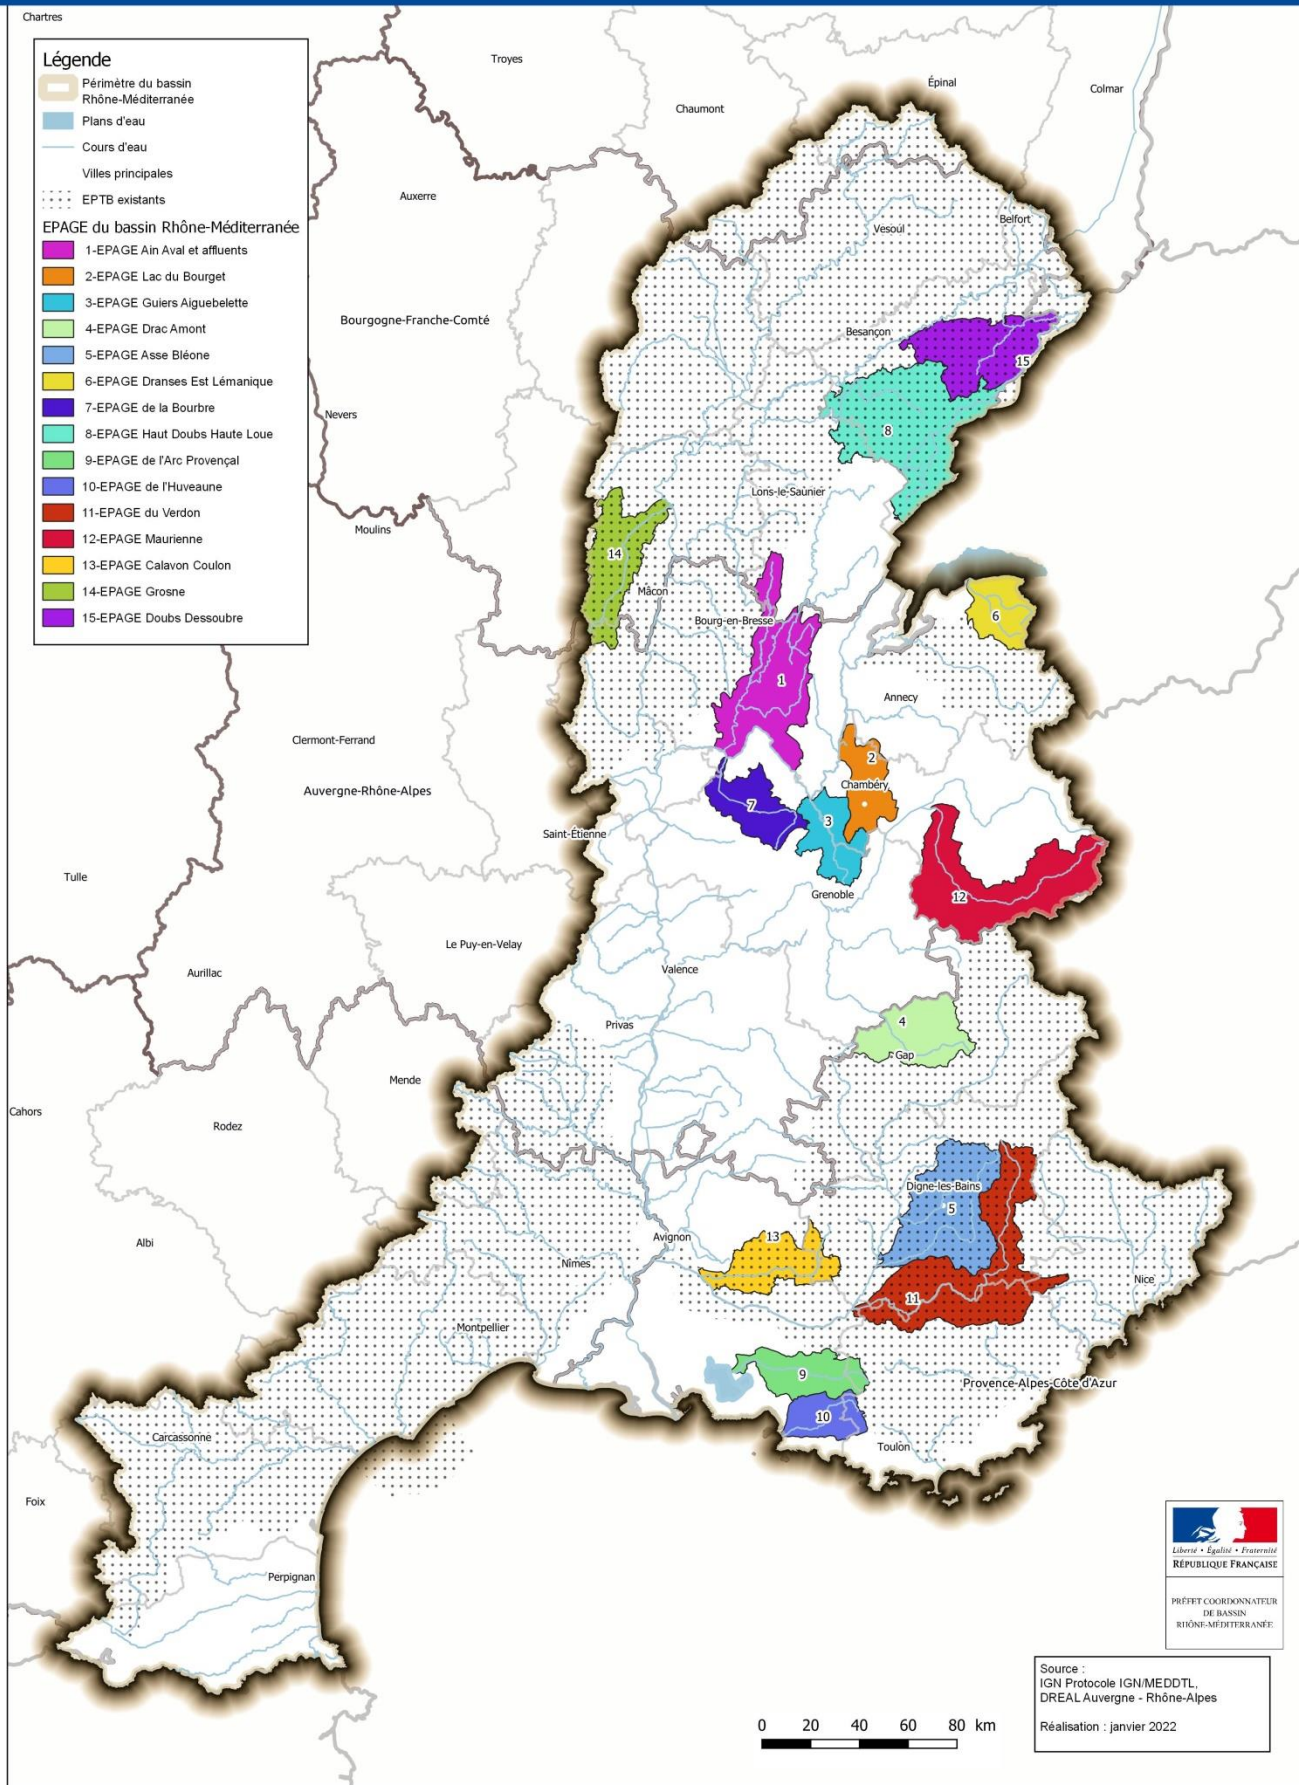 Chartres
Légende
Périmètre du bassin
Rhône-Méditerranée
Plans d'eau
Cours d'eau
Villes principales
EPTB existants
EPAGE du bassin Rhône-Méditerranée
1-EPAGE Ain Aval et affluents
2-EPAGE Lac du Bourget
3-EPAGE Guiers Aiguebelette
4-EPAGE Drac Amont
5-EPAGE Asse Bléone
6-EPAGE Dranses Est Lémanique
7-EPAGE de la Bourbre
8-EPAGE Haut Doubs Haute Loue
9-EPAGE de l'Arc Provençal
10-EPAGE de l'Huveaune
11-EPAGE du Verdon
12-EPAGE Maurienne
13-EPAGE Calavon Coulon
14-EPAGE Grosne
15-EPAGE Doubs Dessoubre
Troyes
Épinal
Colmar
Chaumont
Auxerre
Belfort
Vesoul
Bourgogne-Franche-Comté
Besançon
15
Nevers
8
Lons-le-Saunier
Moulins
14
Mâcon
6
Bourg-en-Bresse
1
Annecy
Clermont-Ferrand
2
Auvergne-Rhône-Alpes
Chambéry
7
3
Saint-Étienne
Tulle
Grenoble
12
Le Puy-en-Velay
Aurillac
Valence
Privas
4
Gap
Mende
Cahors
Rodez
Digne-les-Bains
5
Albi
Avignon
13
Nîmes
Nice
11
Montpellier
9
Provence-Alpes-Côte d'Azur
10
Carcassonne
Toulon
Foix
Perpignan
Liberté • Égalité • Fraternité
RÉPUBLIQUE FRANÇAISE
PRÉFET COORDONNATEUR
DE BASSIN
RHÔNE-MÉDITERRANÉE
Source :
IGN Protocole IGN/MEDDTL,
DREAL Auvergne - Rhône-Alpes
Réalisation : janvier 2022
0 20 40 60 80 km